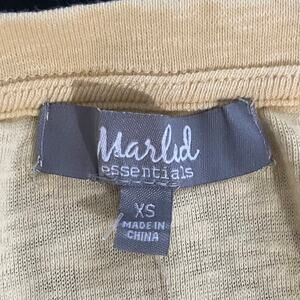 Marled
essentials
XS
MADE IN
CHINA